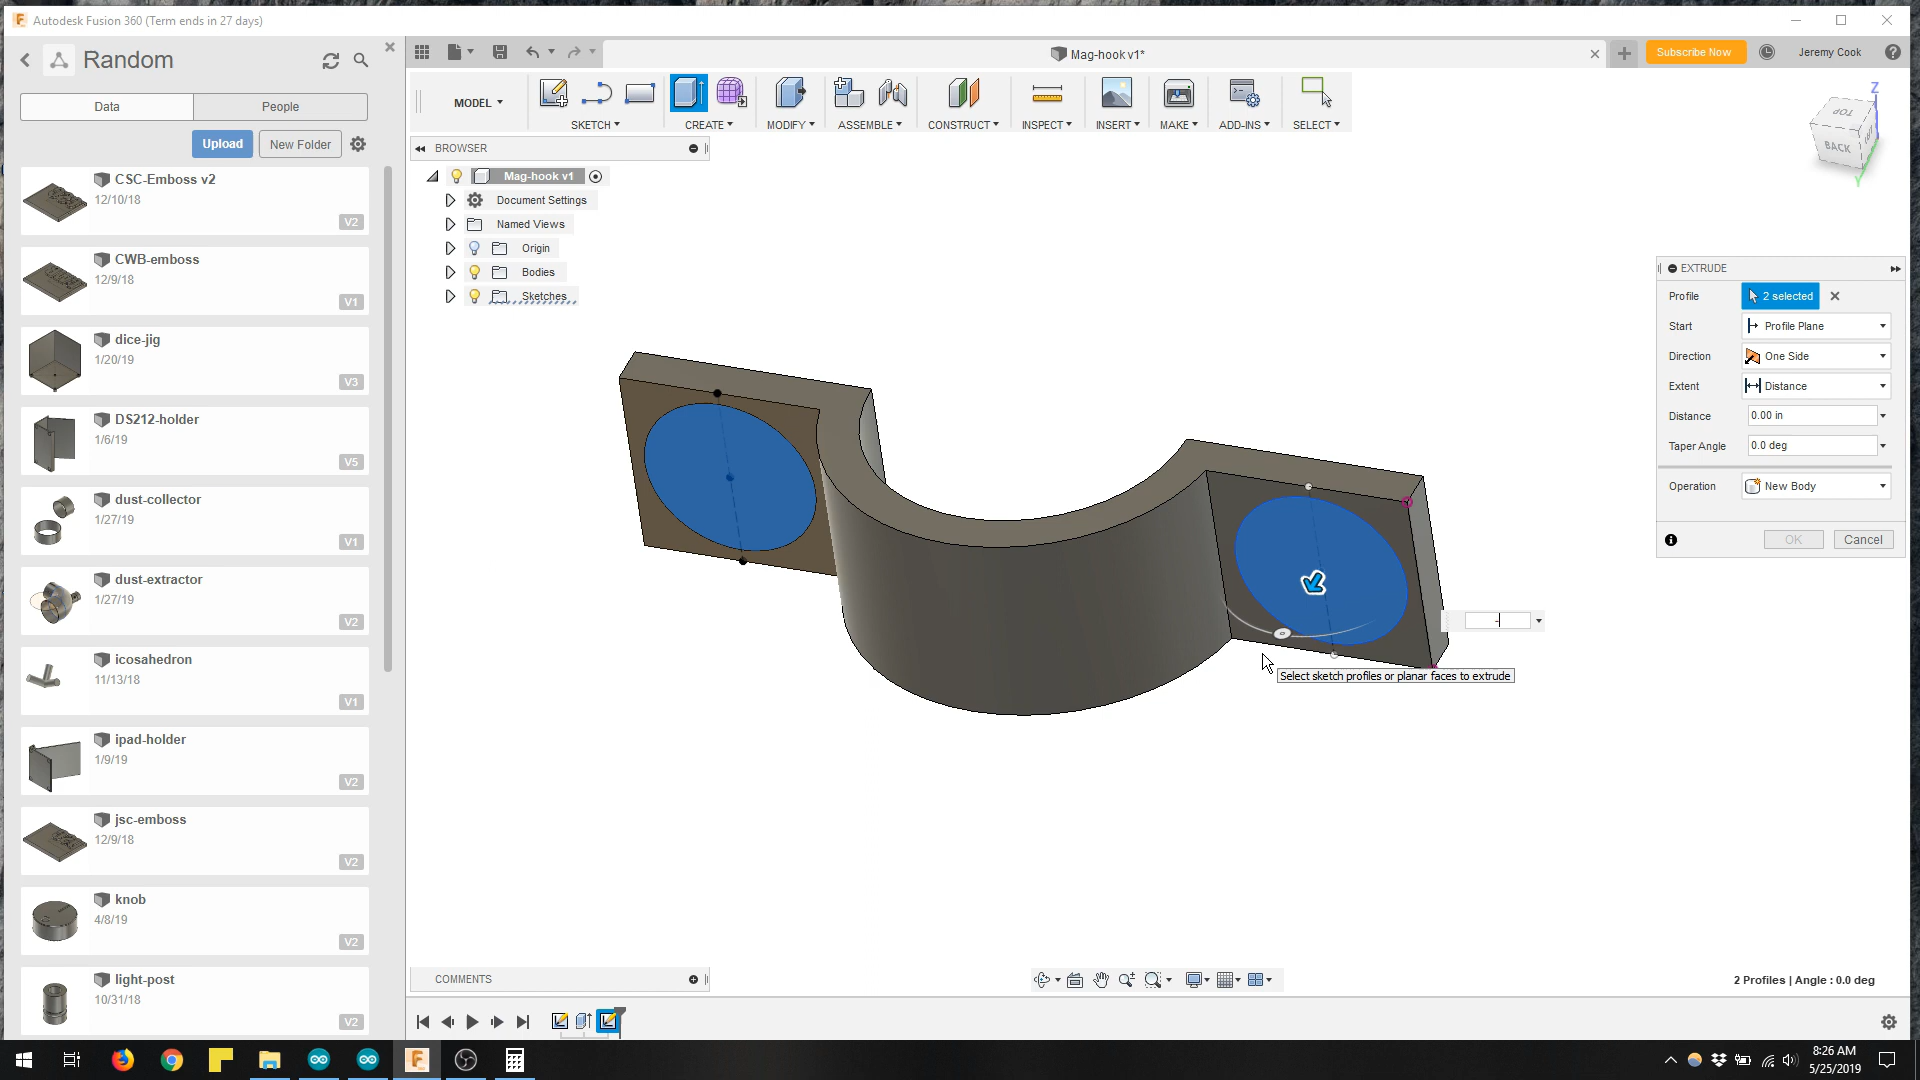 Autodesk Fusion 360 (Term ends in 27 days)
Random
Data
People
Upload
New Folder
CSC-Emboss v2
12/10/18
V2
CWB-emboss
12/9/18
V1
dice-jig
1/20/19
V3
DS212-holder
1/6/19
V5
dust-collector
1/27/19
V1
dust-extractor
1/27/19
V2
icosahedron
11/13/18
V1
ipad-holder
1/9/19
V2
jsc-emboss
12/9/18
V2
knob
4/8/19
V2
light-post
10/31/18
V2
Mag-hook v1*
Subscribe Now
Jeremy Cook
MODEL
SKETCH
CREATE
MODIFY
ASSEMBLE
CONSTRUCT
INSPECT
INSERT
MAKE
ADD-INS
SELECT
BROWSER
Mag-hook v1
Document Settings
Named Views
Origin
Bodies
Sketches
Z
TOP
BACK
Y
EXTRUDE
Profile
2 selected
Start
Profile Plane
Direction
One Side
Extent
Distance
Distance
0.00 in
Taper Angle
0.0 deg
Operation
New Body
OK
Cancel
-
Select sketch profiles or planar faces to extrude
COMMENTS
2 Profiles | Angle : 0.0 deg
8:26 AM
5/25/2019